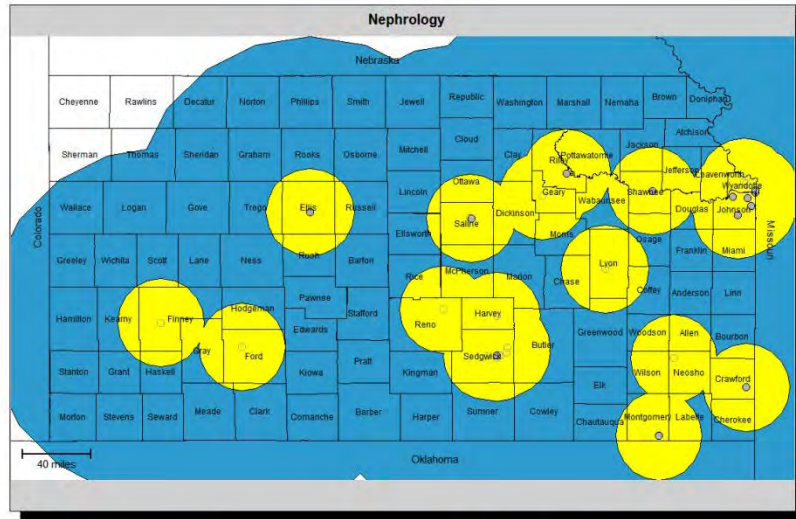 Nephrology
Nebraska
Cheyenne Rawlins Decatur Norton Phillips Smith Jewell Republic Washington Marshall Nemaha Brown Doniphan
Atchison
Cloud
Sherman Thomas Sheridan Graham Rooks Osborne Mitchell Clay Riley Pottawatomie Jackson Jefferson Leavenworth
Ottawa
Wyandotte
Lincoln
Wallace Logan Gove Trego Ellis Russell Dickinson Geary Wabaunsee Shawnee Douglas Johnson
Saline
Ellsworth Morris Osage Franklin Miami
Colorado
Missouri
Greeley Wichita Scott Lane Ness Rush Barton Rice McPherson Marion Chase Lyon
Coffey Anderson Linn
Pawnee
Hamilton Kearny Finney Hodgeman Stafford Reno Harvey
Edwards
Gray Ford Sedgwick Butler Greenwood Woodson Allen Bourbon
Pratt
Stanton Grant Haskell Kiowa Kingman Elk Wilson Neosho Crawford
Morton Stevens Seward Meade Clark Comanche Barber Harper Sumner Cowley Chautauqua Montgomery Labette Cherokee
40 miles
Oklahoma